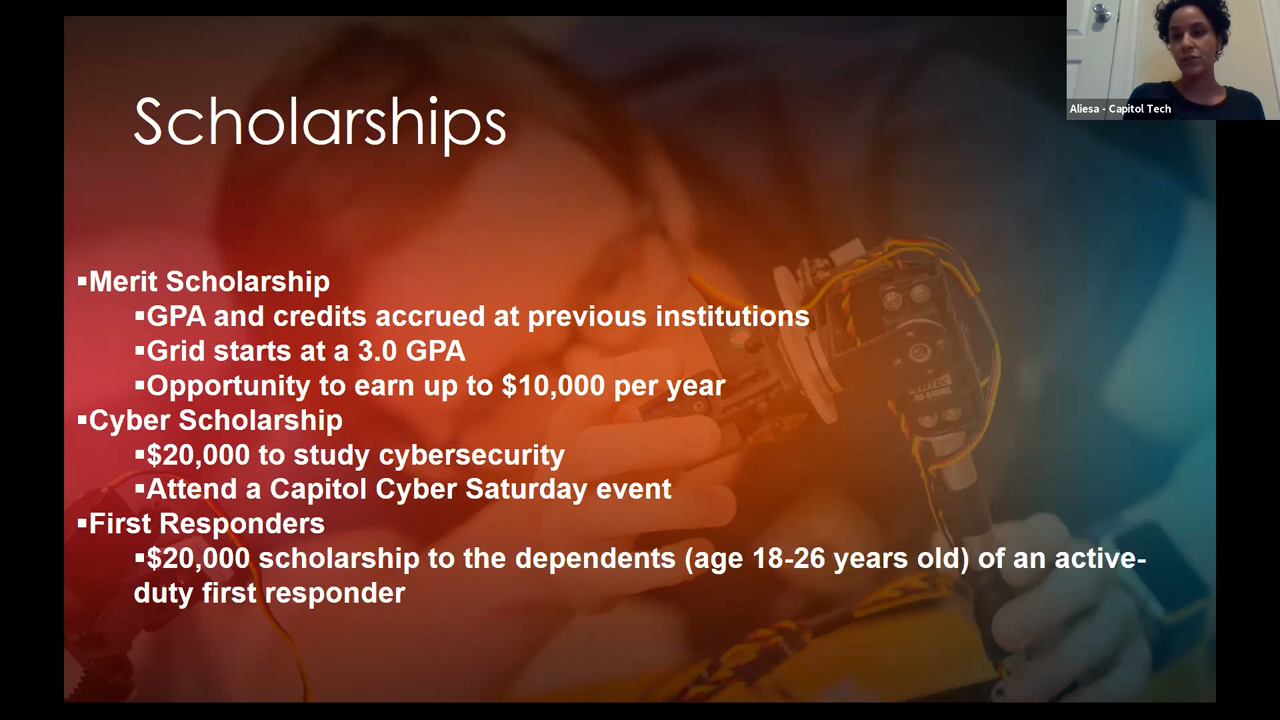 Scholarships
Aliesa - Capitol Tech
▪Merit Scholarship
▪GPA and credits accrued at previous institutions
▪Grid starts at a 3.0 GPA
▪Opportunity to earn up to $10,000 per year
▪Cyber Scholarship
▪$20,000 to study cybersecurity
▪Attend a Capitol Cyber Saturday event
▪First Responders
▪$20,000 scholarship to the dependents (age 18-26 years old) of an active-
duty first responder